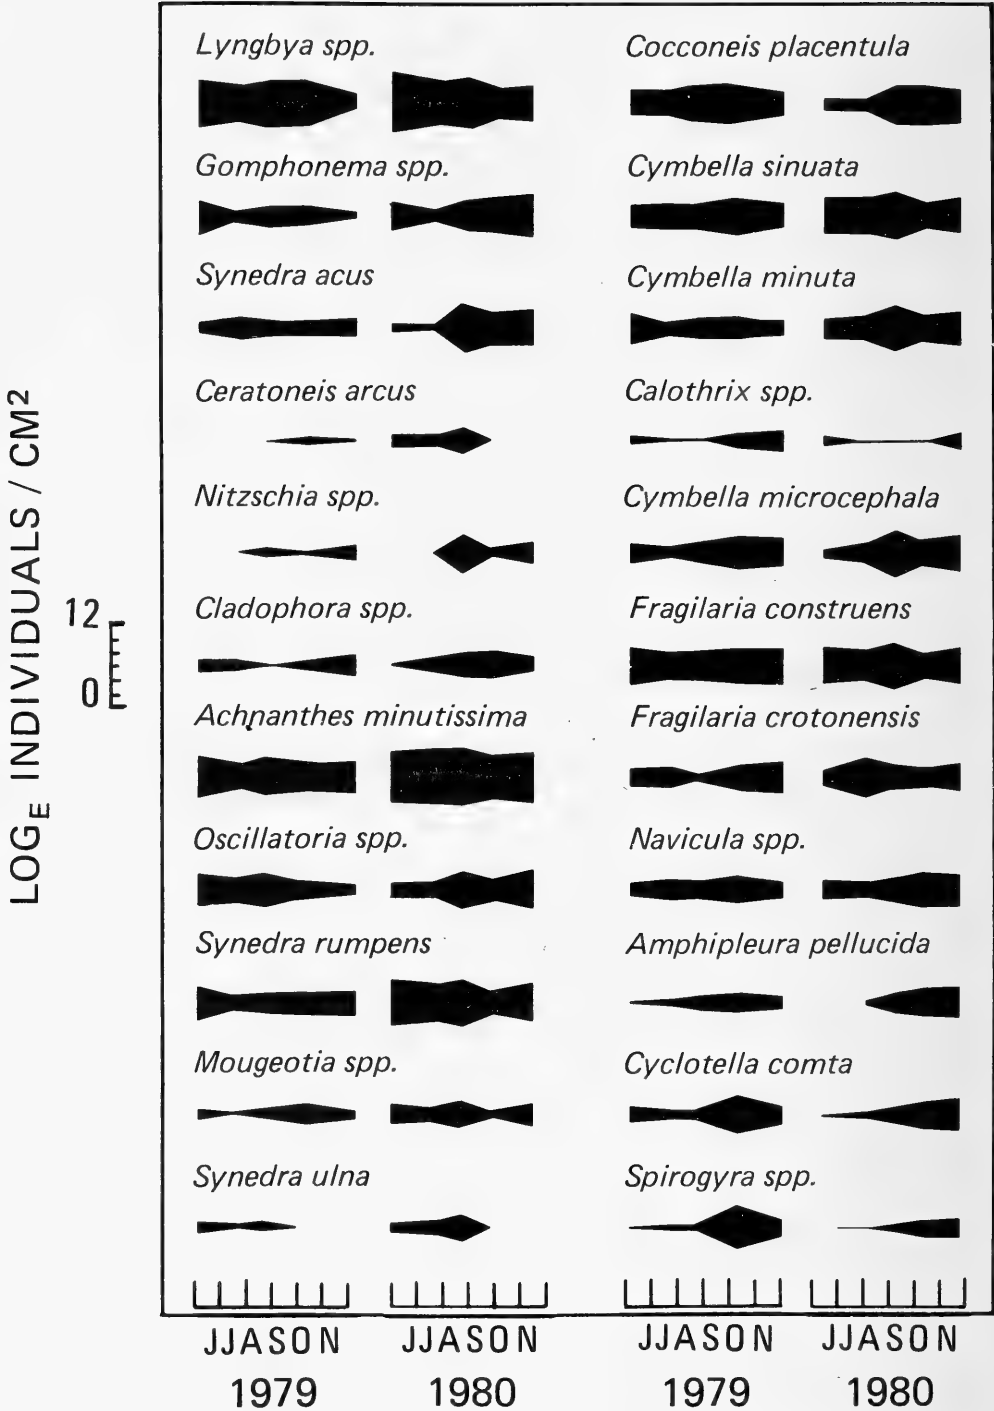 Lyngbya spp.
Cocconeis placentula
Gomphonema spp.
Cymbella sinuata
Synedra acus
Cymbella minuta
Ceratoneis arcus
Calothrix spp.
Nitzschia spp.
Cymbella microcephala
Cladophora spp.
Fragilaria construens
Achnanthes minutissima
Fragilaria crotonensis
Oscillatoria spp.
Navicula spp.
Synedra rumpens
Amphipleura pellucida
Mougeotia spp.
Cyclotella comta
Synedra ulna
Spirogyra spp.
LOGE INDIVIDUALS / CM2
12
0
JJASON JJASON JJASON JJASON
1979 1980 1979 1980